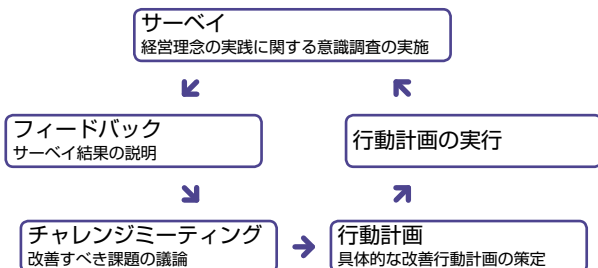 サーベイ
経営理念の実践に関する意識調査の実施
フィードバック
サーベイ結果の説明
行動計画の実行
チャレンジミーティング
改善すべき課題の議論
行動計画
具体的な改善行動計画の策定